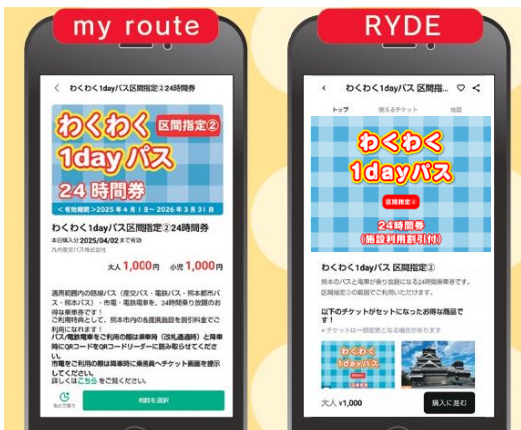 my route
わくわく1dayパス区間指定②24時間券
わくわく 区間指定②
1dayパス
24時間券
<有効期間>2025年4月1日~2026年3月31日
わくわく1dayパス区間指定②24時間券
本日購入分2025/04/02まで有効
九州産交バス株式会社
大人 1,000円 小児 1,000円
適用範囲内の路線バス(産交バス・電鉄バス・熊本都市バ
ス・熊本バス)・市電・電鉄電車を、24時間乗り放題のお
得な乗車券です!
ご利用特典として、熊本市内の各提携施設を割引料金でご
利用になれます!
バス/電鉄電車をご利用の際は乗車時(改札通過時)と降車
時にQRコードをQRコードリーダーに読み取らせてくださ
い。
市電をご利用の際は降車時に乗務員へチケット画面を提示
してください。
詳しくはこちら をご覧ください。
あとで買う
枚数を選択
RYDE
わくわく1dayパス 区間指...
トップ 使えるチケット 地図
わくわく
1dayパス
区間指定②
24時間券
(施設利用割引付)
わくわく1dayパス 区間指定②
熊本のバスと電車が乗り放題になる24時間乗車券です。
区間指定②の範囲でご利用いただけます。
以下のチケットがセットになったお得な商品で
す!
※チケットは一部変更となる場合があります
わくわく
1dayパス
大人 ¥1,000
購入に進む